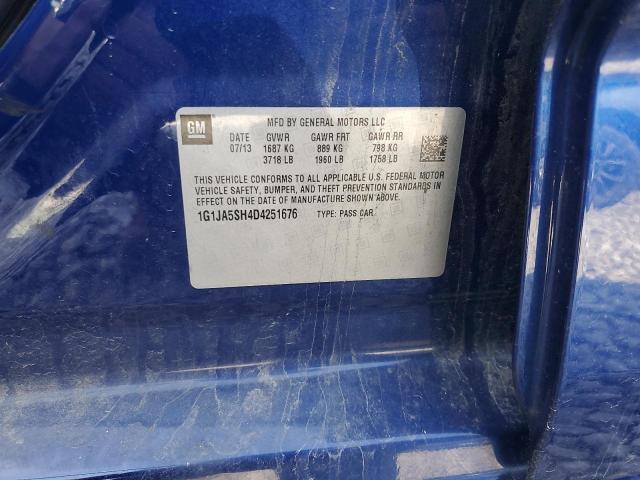 GM
MFD BY GENERAL MOTORS LLC
DATE GVWR GAWR FRT GAWR RR
07/13 1687 KG 889 KG 798 KG
3718 LB 1960 LB 1758 LB
THIS VEHICLE CONFORMS TO ALL APPLICABLE U.S. FEDERAL MOTOR
VEHICLE SAFETY, BUMPER, AND THEFT PREVENTION STANDARDS IN
EFFECT ON THE DATE OF MANUFACTURE SHOWN ABOVE.
1G1JA5SH4D4251676 TYPE: PASS CAR